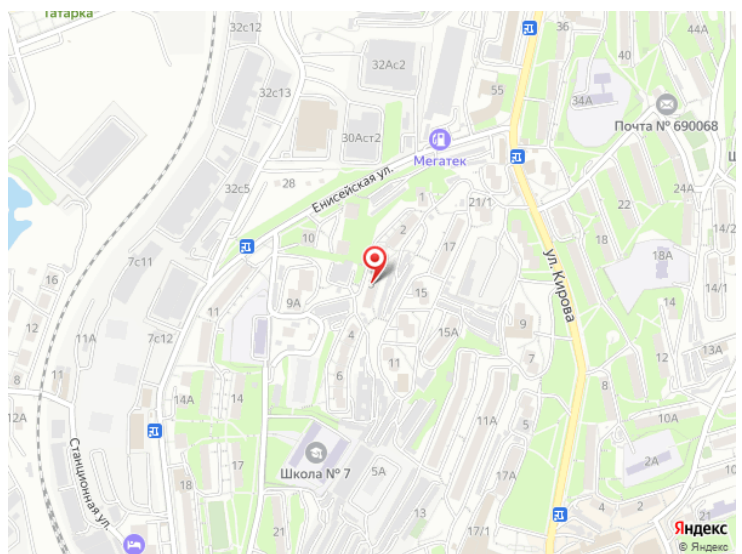 Татарка
32с12
36
36
44А
40
32Ас2
32с13
55
34А
Почта № 690068
30Аст2
Мегатек
32с5
28
Енисейская ул.
1
21/1
22
24А
14/2
2
10
17
18
7с11
18А
16
9А
15
ул. Кирова
14
14/1
12
11
7с12
11А
9
15А
13А
4
11
7
12
6
8
14А
14
12А
11А
5
10А
Станционная ул.
17
Школа № 7
5А
17А
2А
18
13
2
4
2
21
21
17/1
Яндекс
© Яндекс